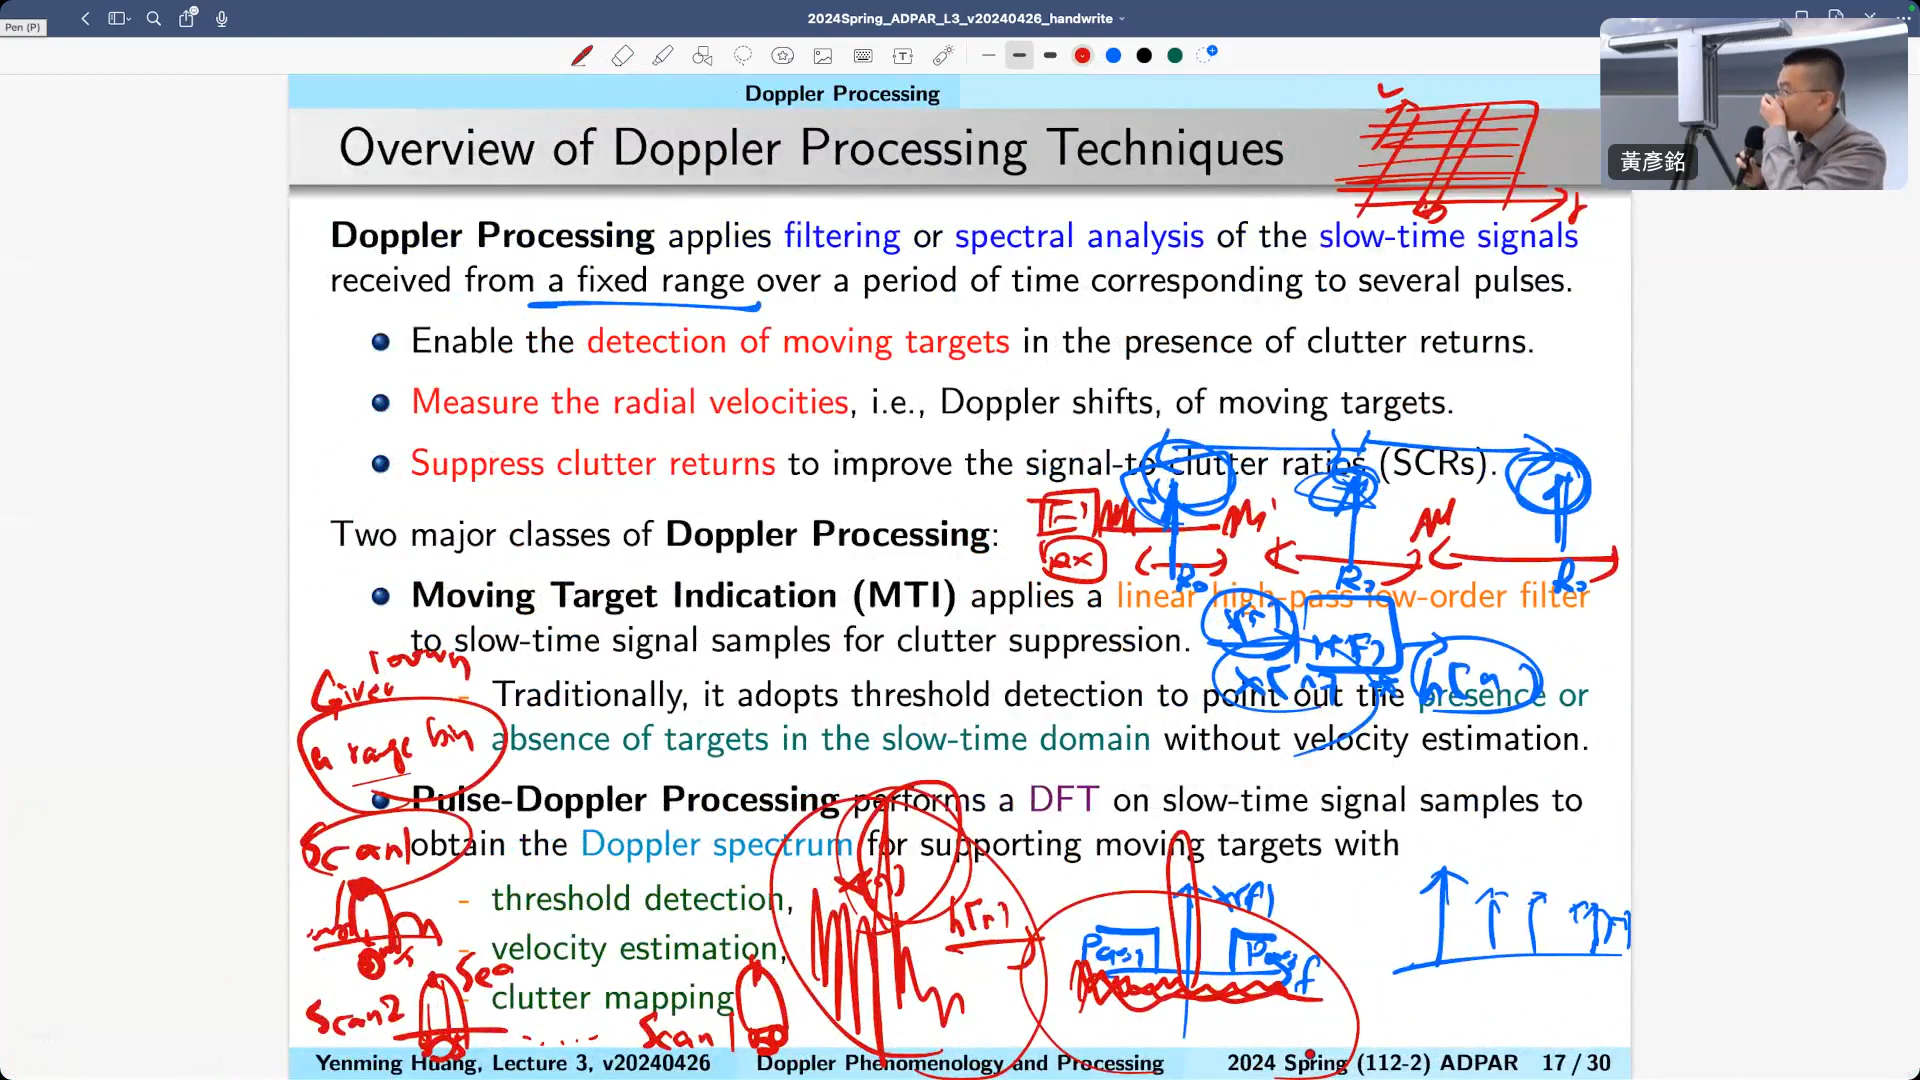 2024Spring_ADPAR_L3_v20240426_handwrite
Pen (P)
黃彥銘
Doppler Processing
Overview of Doppler Processing Techniques
Doppler Processing applies filtering or spectral analysis of the slow-time signals
received from a fixed range over a period of time corresponding to several pulses.
Enable the detection of moving targets in the presence of clutter returns.
Measure the radial velocities, i.e., Doppler shifts, of moving targets.
Suppress clutter returns to improve the signal-to clutter ratios (SCRs).
Two major classes of Doppler Processing:
Rx
R0
Moving Target Indication (MTI) applies a linear high-pass low-order filter
to slow-time signal samples for clutter suppression.
h[n]
Given
a range bin
- Traditionally, it adopts threshold detection to point out the presence or
absence of targets in the slow-time domain without velocity estimation.
Pulse-Doppler Processing performs a DFT on slow-time signal samples to
obtain the Doppler spectrum for supporting moving targets with
Scan1
- threshold detection,
- velocity estimation,
- clutter mapping
h[n]
x(f)
Pass
Pass
f
Sea
Scan2
Scan
Yenming Huang, Lecture 3, v20240426
Doppler Phenomenology and Processing
2024 Spring (112-2) ADPAR
17 / 30